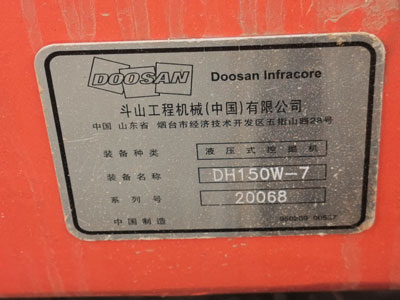 DOOSAN Doosan Infracore
斗山工程机械(中国)有限公司
中国 山东省 烟台市经济技术开发区五指山路28号
装备种类 液压式挖掘机
装备名称 DH150W-7
系列号 20068
中国制造